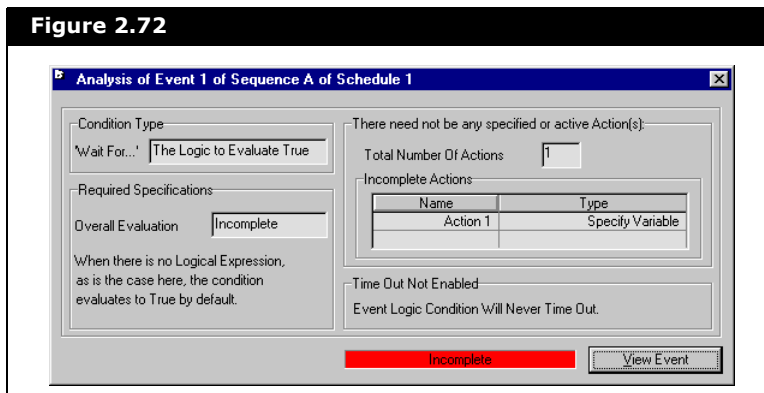 Figure 2.72
Analysis of Event 1 of Sequence A of Schedule 1
Condition Type
'Wait For...' The Logic to Evaluate True
Required Specifications
Overall Evaluation Incomplete
When there is no Logical Expression,
as is the case here, the condition
evaluates to True by default.
There need not be any specified or active Action(s):
Total Number Of Actions 1
Incomplete Actions
Name Type
Action 1 Specify Variable
Time Out Not Enabled
Event Logic Condition Will Never Time Out.
Incomplete View Event